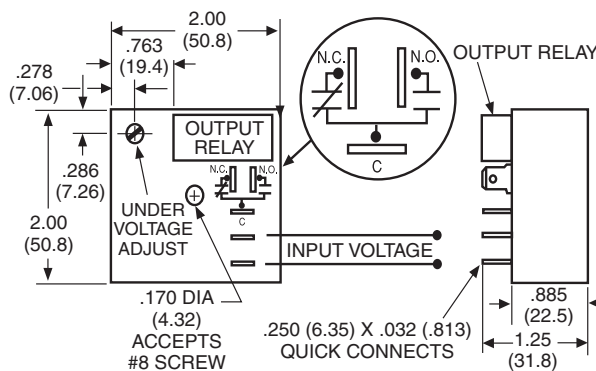 2.00
(50.8)
.763
(19.4)
.278
(7.06)
N.C.
N.O.
C
OUTPUT RELAY
OUTPUT
RELAY
.286
(7.26)
N.C.
N.O.
C
2.00
(50.8)
UNDER
VOLTAGE
ADJUST
INPUT VOLTAGE
.170 DIA
(4.32)
ACCEPTS
#8 SCREW
.250 (6.35) X .032 (.813)
QUICK CONNECTS
.885
(22.5)
1.25
(31.8)